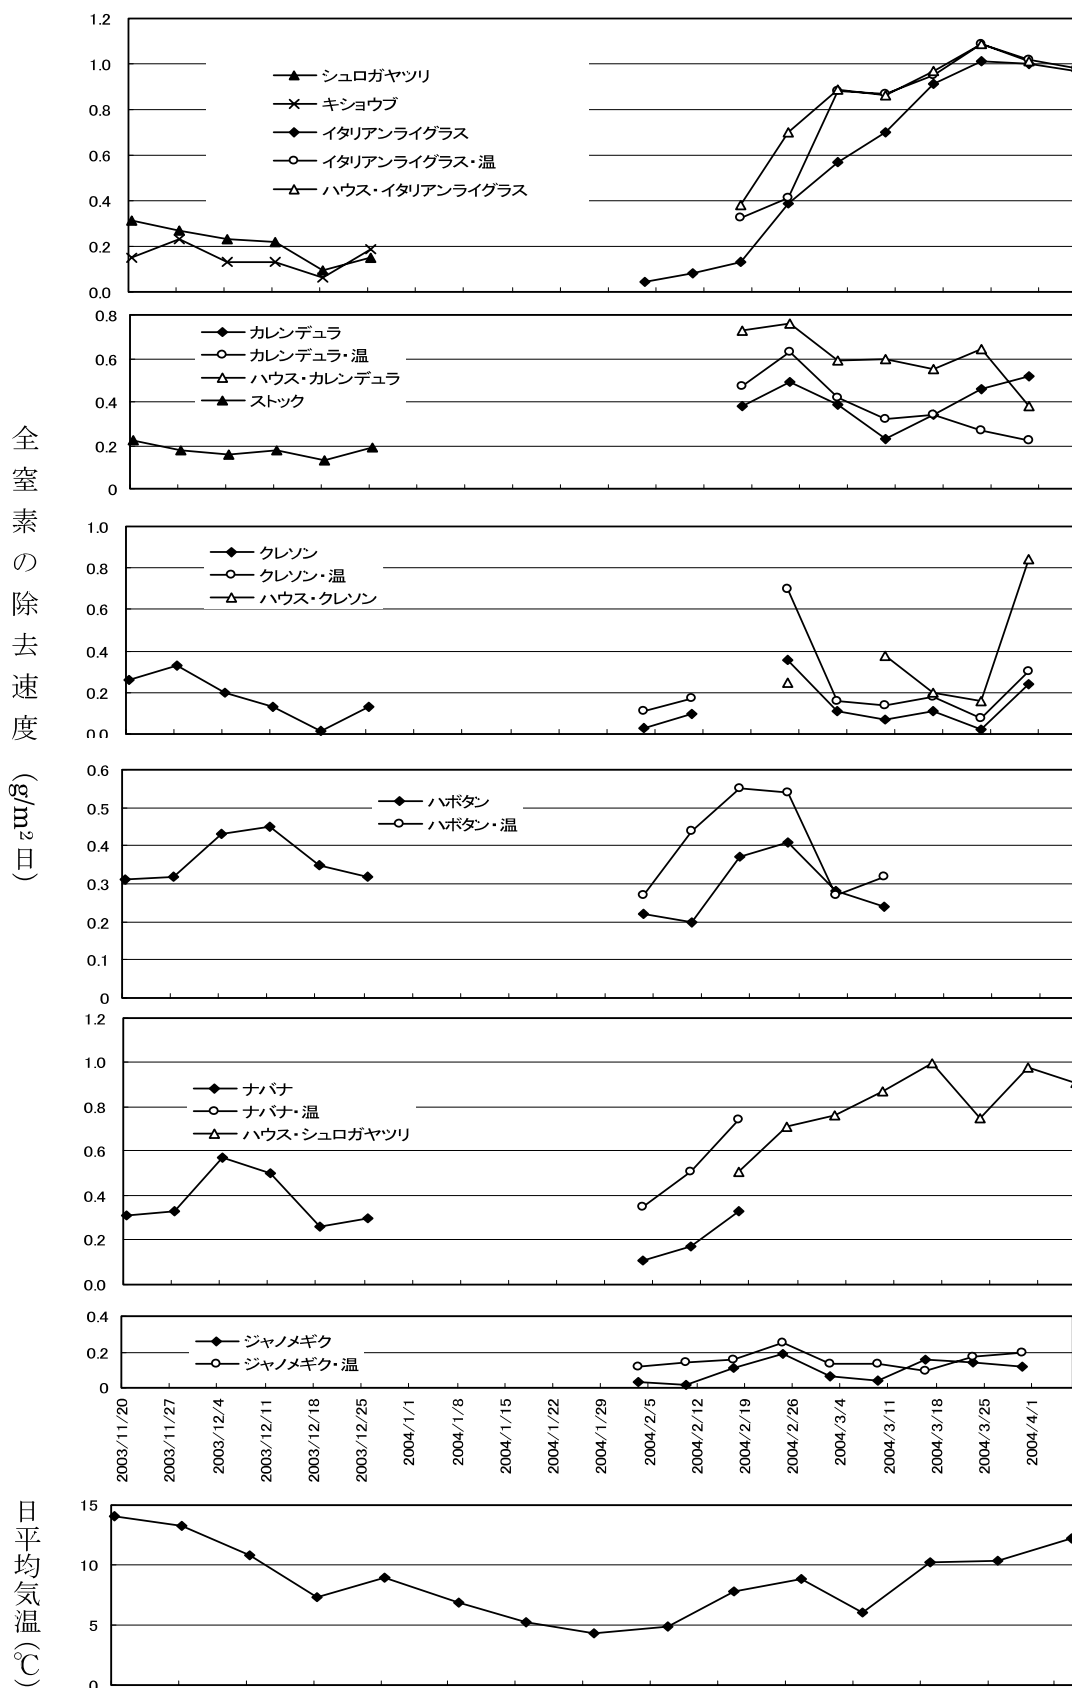 全窒素の除去速度 (g/m²日)
1.2
1.0
0.8
0.6
0.4
0.2
0.0
シュロガヤツリ
キショウブ
イタリアンライグラス
イタリアンライグラス・温
ハウス・イタリアンライグラス
0.8
0.6
0.4
0.2
0
カレンデュラ
カレンデュラ・温
ハウス・カレンデュラ
ストック
1.0
0.8
0.6
0.4
0.2
0.0
クレソン
クレソン・温
ハウス・クレソン
0.6
0.5
0.4
0.3
0.2
0.1
0
ハボタン
ハボタン・温
1.2
1.0
0.8
0.6
0.4
0.2
0.0
ナバナ
ナバナ・温
ハウス・シュロガヤツリ
0.4
0.2
0
ジャノメギク
ジャノメギク・温
2003/11/20
2003/11/27
2003/12/4
2003/12/11
2003/12/18
2003/12/25
2004/1/1
2004/1/8
2004/1/15
2004/1/22
2004/1/29
2004/2/5
2004/2/12
2004/2/19
2004/2/26
2004/3/4
2004/3/11
2004/3/18
2004/3/25
2004/4/1
日平均気温(℃)
15
10
5
0